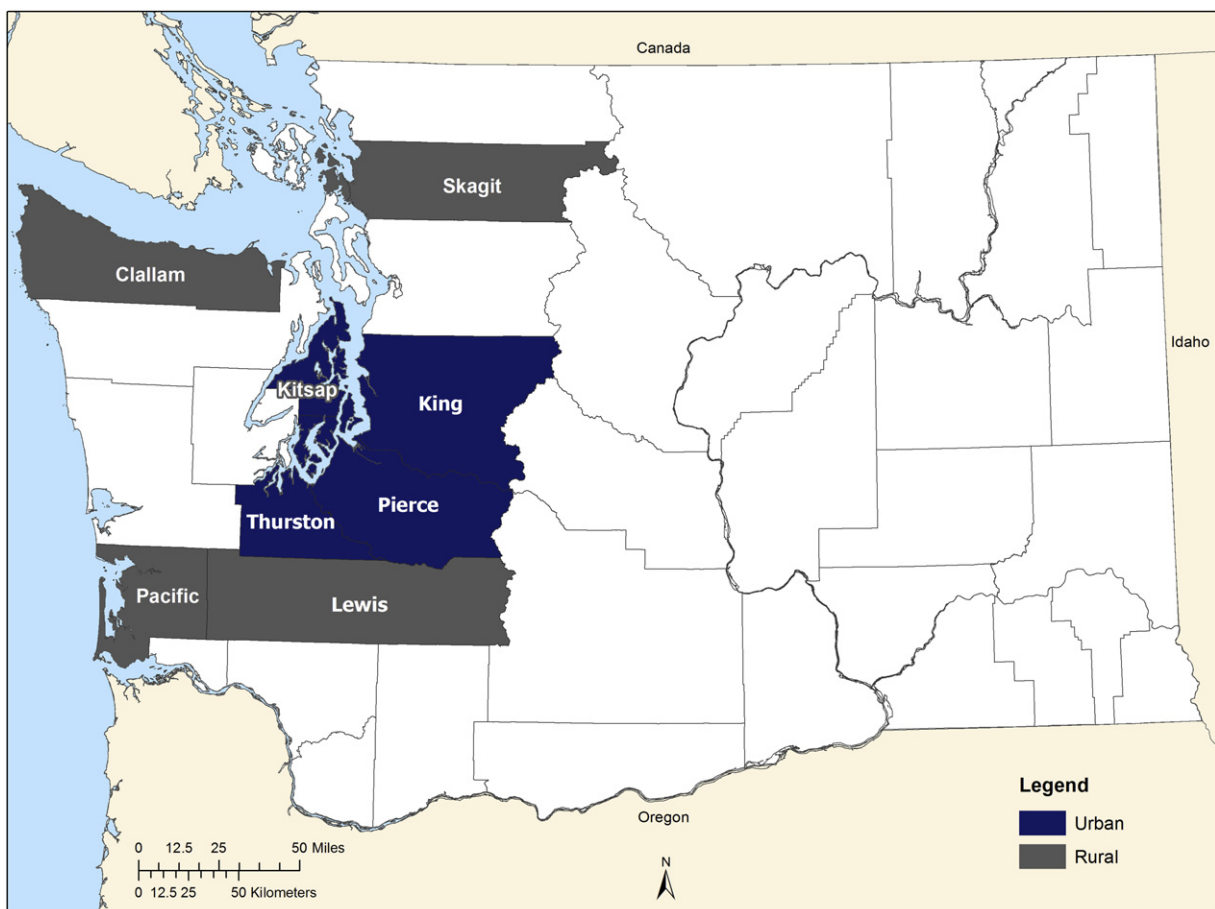 Canada
Skagit
Clallam
Idaho
Kitsap
King
Pierce
Thurston
Pacific
Lewis
Legend
Urban
Rural
Oregon
0 12.5 25 50 Miles
0 12.5 25 50 Kilometers
N